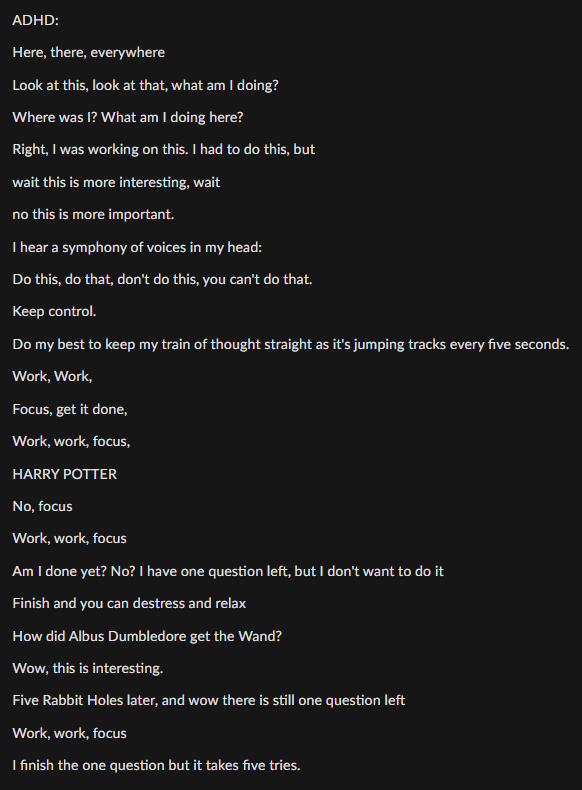 ADHD:
Here, there, everywhere
Look at this, look at that, what am I doing?
Where was I? What am I doing here?
Right, I was working on this. I had to do this, but
wait this is more interesting, wait
no this is more important.
I hear a symphony of voices in my head:
Do this, do that, don't do this, you can't do that.
Keep control.
Do my best to keep my train of thought straight as it's jumping tracks every five seconds.
Work, Work,
Focus, get it done,
Work, work, focus,
HARRY POTTER
No, focus
Work, work, focus
Am I done yet? No? I have one question left, but I don't want to do it
Finish and you can destress and relax
How did Albus Dumbledore get the Wand?
Wow, this is interesting.
Five Rabbit Holes later, and wow there is still one question left
Work, work, focus
I finish the one question but it takes five tries.